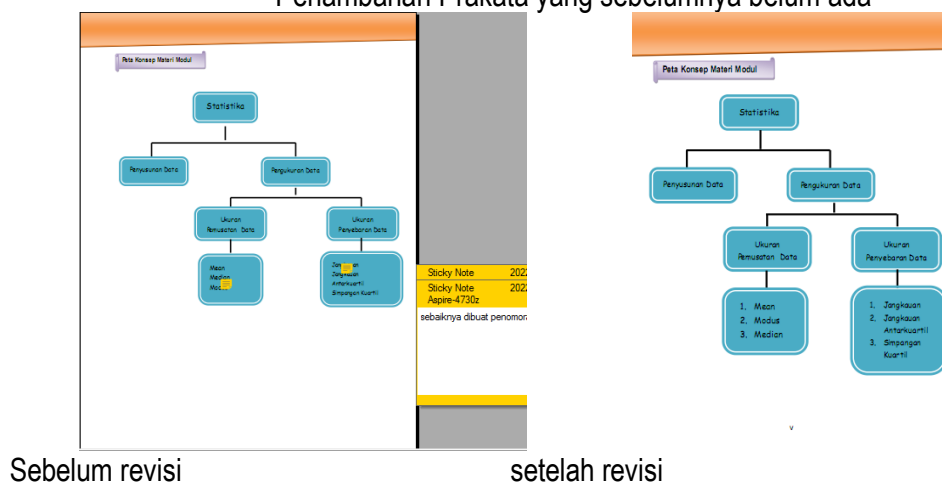 Penambahan Prakata yang sebelumnya belum ada
Peta Konsep Materi Modul
Statistika
Penyusunan Data
Pengukuran Data
Ukuran
Pemusatan Data
Ukuran
Penyebaran Data
Mean
Median
Jangkauan
Antarkuartil
Simpangan Kuartil
Sticky Note 2022
Sticky Note 2022
Aspire-4730z
sebaiknya dibuat penomora
Peta Konsep Materi Modul
Statistika
Penyusunan Data
Pengukuran Data
Ukuran
Pemusatan Data
Ukuran
Penyebaran Data
1. Mean
2. Modus
3. Median
1. Jangkauan
2. Jangkauan
Antarkuartil
3. Simpangan
Kuartil
v
Sebelum revisi
setelah revisi